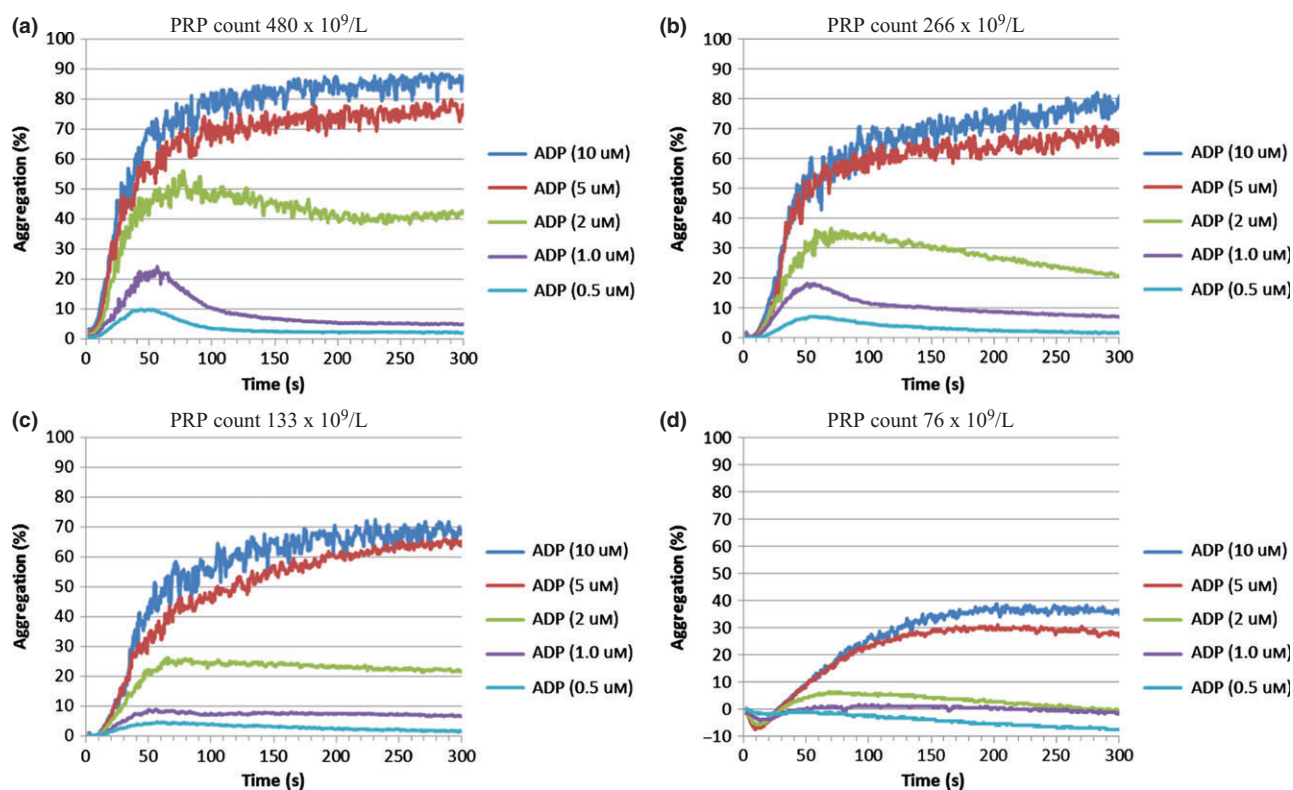 (a) PRP count 480 x 10⁹/L
Aggregation (%)
100
90
80
70
60
50
40
30
20
10
0
0 50 100 150 200 250 300
Time (s)
ADP (10 uM)
ADP (5 uM)
ADP (2 uM)
ADP (1.0 uM)
ADP (0.5 uM)
(b) PRP count 266 x 10⁹/L
Aggregation (%)
100
90
80
70
60
50
40
30
20
10
0
0 50 100 150 200 250 300
Time (s)
ADP (10 uM)
ADP (5 uM)
ADP (2 uM)
ADP (1.0 uM)
ADP (0.5 uM)
(c) PRP count 133 x 10⁹/L
Aggregation (%)
100
90
80
70
60
50
40
30
20
10
0
0 50 100 150 200 250 300
Time (s)
ADP (10 uM)
ADP (5 uM)
ADP (2 uM)
ADP (1.0 uM)
ADP (0.5 uM)
(d) PRP count 76 x 10⁹/L
Aggregation (%)
100
90
80
70
60
50
40
30
20
10
0
–10
0 50 100 150 200 250 300
Time (s)
ADP (10 uM)
ADP (5 uM)
ADP (2 uM)
ADP (1.0 uM)
ADP (0.5 uM)